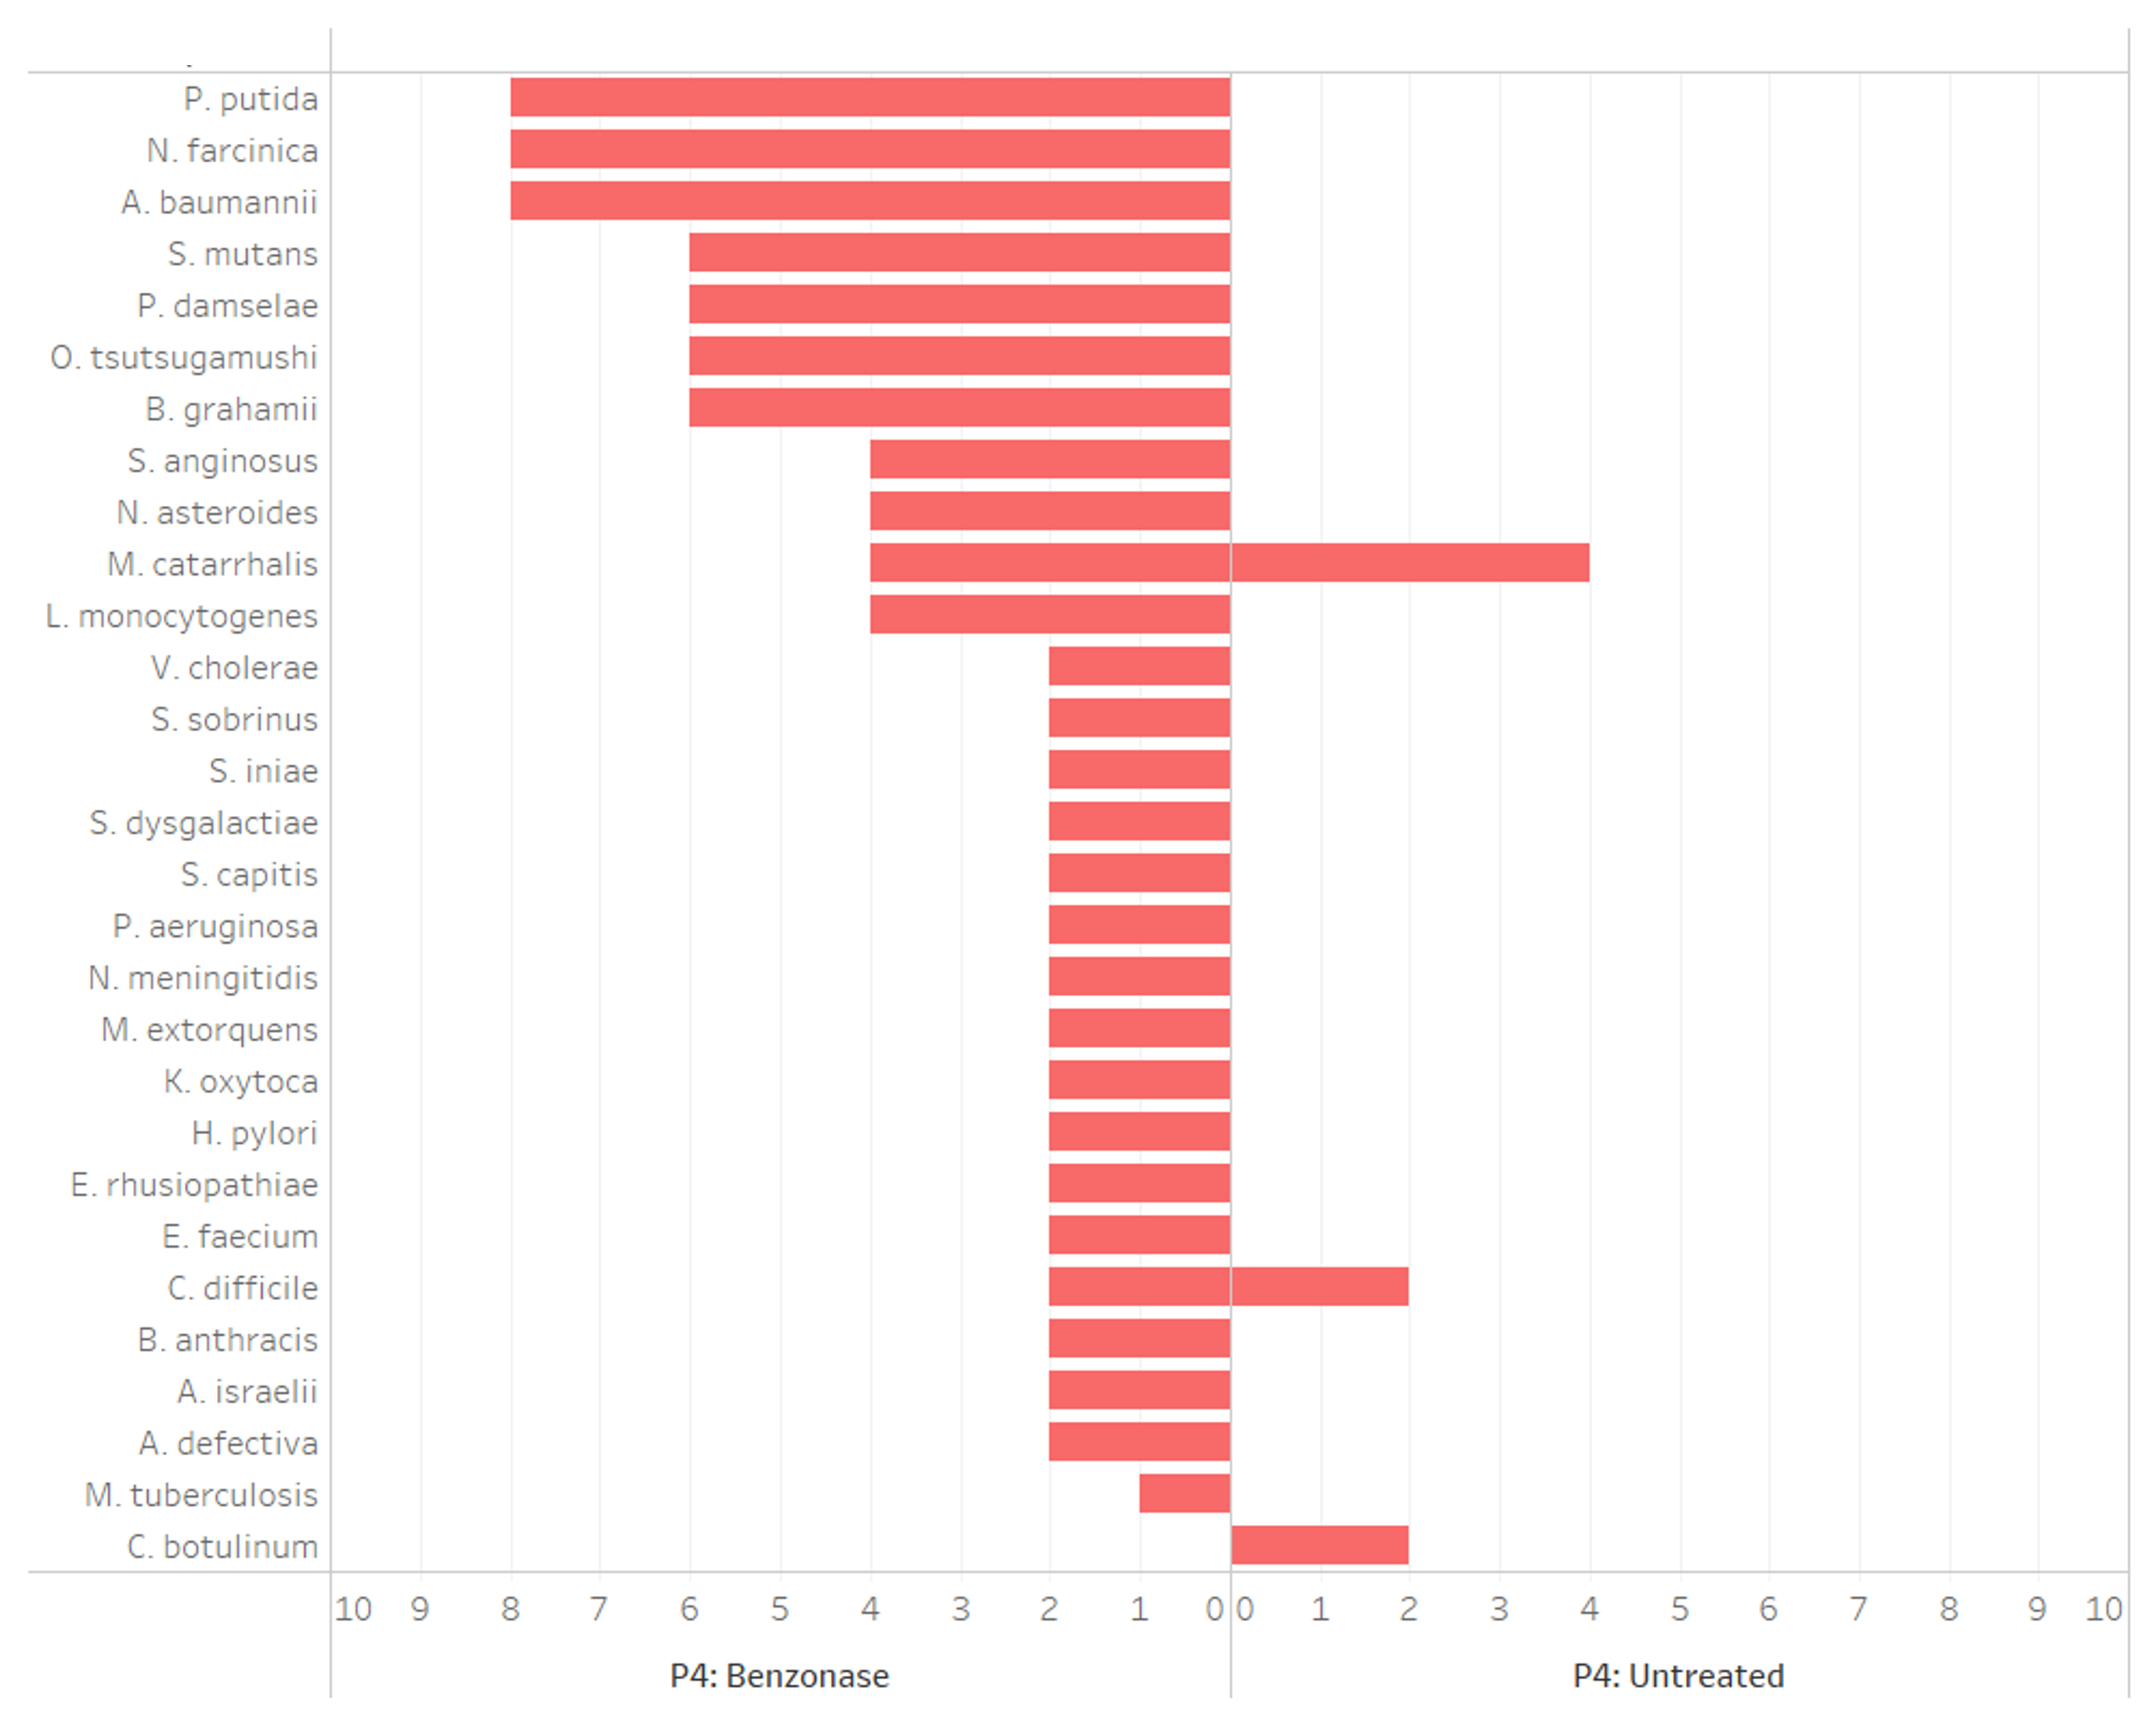 P. putida
N. farcinica
A. baumannii
S. mutans
P. damselae
O. tsutsugamushi
B. grahamii
S. anginosus
N. asteroides
M. catarrhalis
L. monocytogenes
V. cholerae
S. sobrinus
S. iniae
S. dysgalactiae
S. capitis
P. aeruginosa
N. meningitidis
M. extorquens
K. oxytoca
H. pylori
E. rhusiopathiae
E. faecium
C. difficile
B. anthracis
A. israelii
A. defectiva
M. tuberculosis
C. botulinum
10 9 8 7 6 5 4 3 2 1 0 0 1 2 3 4 5 6 7 8 9 10
P4: Benzonase P4: Untreated